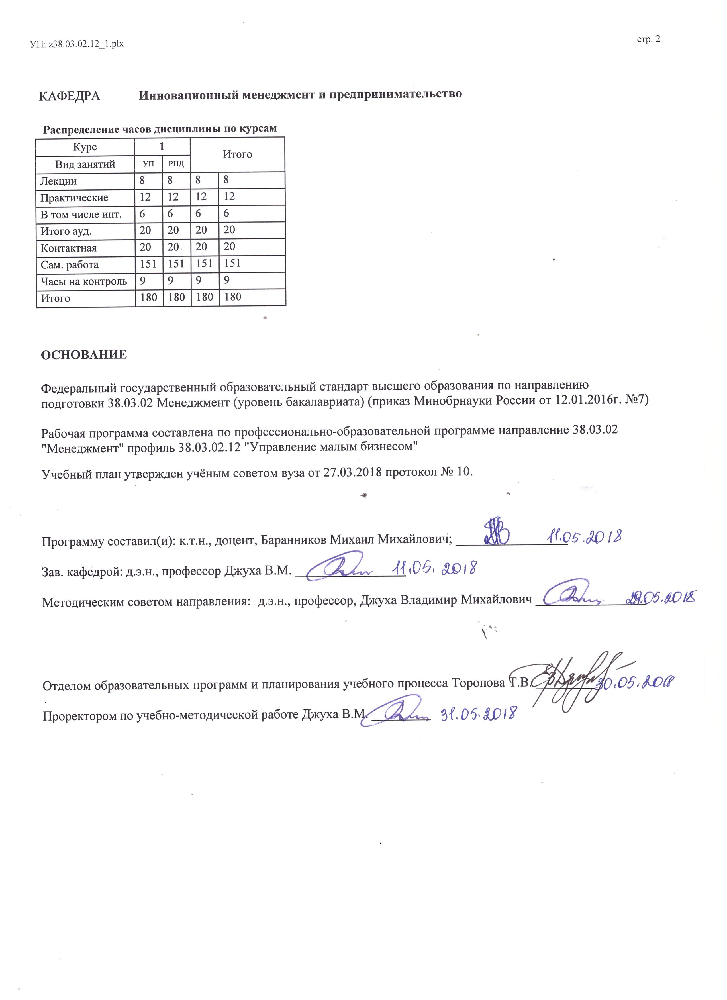 УП: z38.03.02.12_1.plx
стр. 2
КАФЕДРА Инновационный менеджмент и предпринимательство
Распределение часов дисциплины по курсам
Курс 1 Итого
Вид занятий УП РПД
Лекции 8 8 8 8
Практические 12 12 12 12
В том числе инт. 6 6 6 6
Итого ауд. 20 20 20 20
Контактная 20 20 20 20
Сам. работа 151 151 151 151
Часы на контроль 9 9 9 9
Итого 180 180 180 180
ОСНОВАНИЕ
Федеральный государственный образовательный стандарт высшего образования по направлению
подготовки 38.03.02 Менеджмент (уровень бакалавриата) (приказ Минобрнауки России от 12.01.2016г. №7)
Рабочая программа составлена по профессионально-образовательной программе направление 38.03.02
"Менеджмент" профиль 38.03.02.12 "Управление малым бизнесом"
Учебный план утвержден учёным советом вуза от 27.03.2018 протокол № 10.
Программу составил(и): к.т.н., доцент, Баранников Михаил Михайлович; 11.05.2018
Зав. кафедрой: д.э.н., профессор Джуха В.М. 11.05.2018
Методическим советом направления: д.э.н., профессор, Джуха Владимир Михайлович 29.05.2018
Отделом образовательных программ и планирования учебного процесса Торопова Т.В. 30.05.2018
Проректором по учебно-методической работе Джуха В.М. 31.05.2018